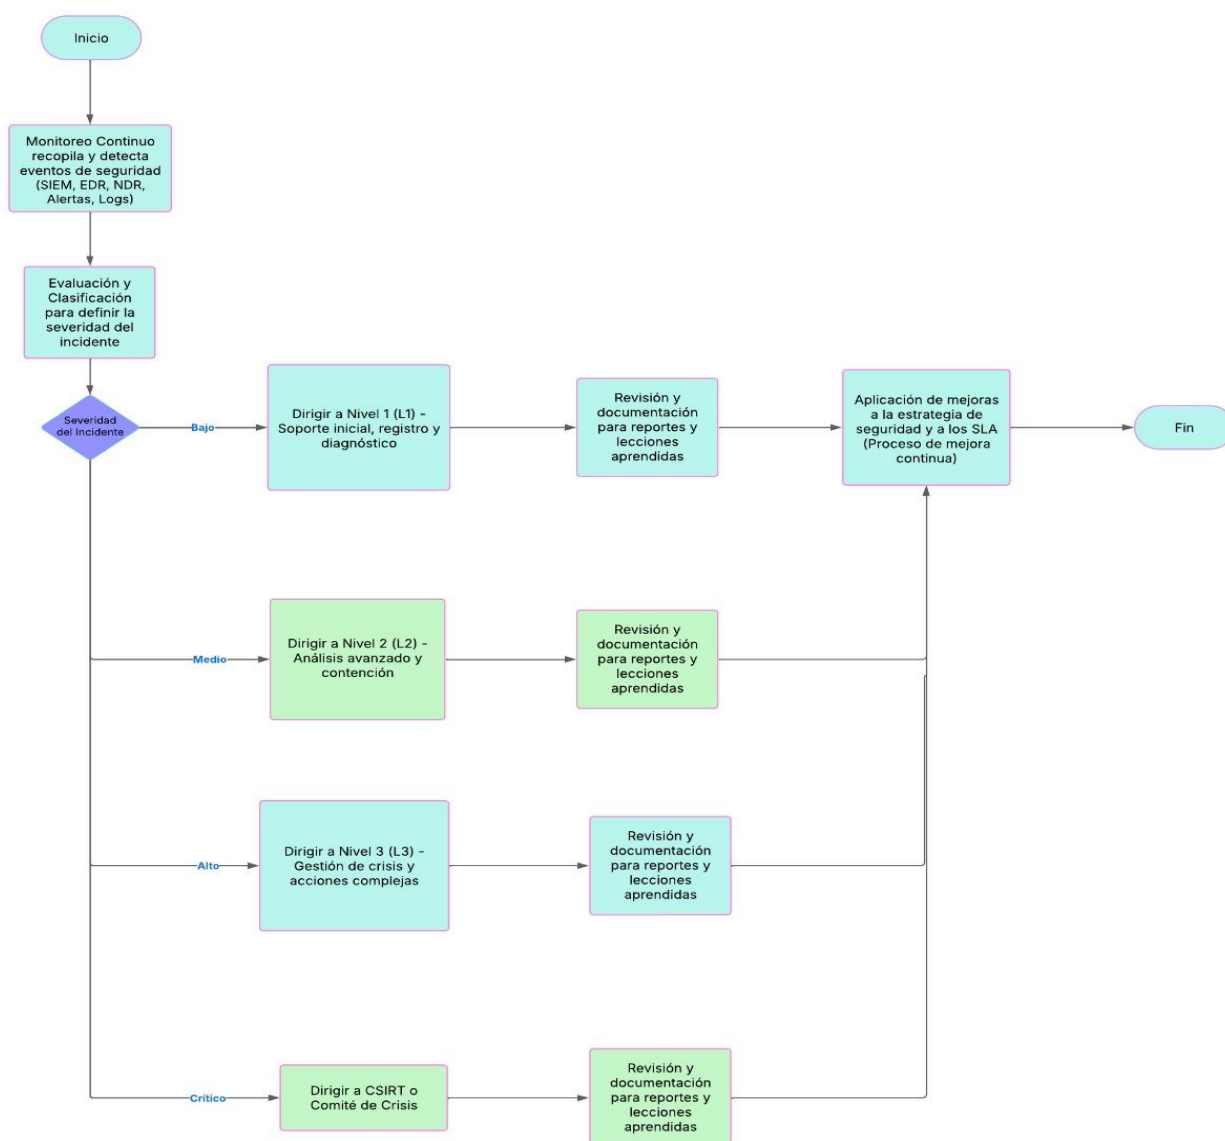 Inicio
Monitoreo Continuo
recopila y detecta
eventos de seguridad
(SIEM, EDR, NDR,
Alertas, Logs)
Evaluación y
Clasificación
para definir la
severidad del
incidente
Severidad
del Incidente
Bajo
Dirigir a Nivel 1 (L1) -
Soporte inicial, registro y
diagnóstico
Revisión y
documentación
para reportes y
lecciones
aprendidas
Aplicación de mejoras
a la estrategia de
seguridad y a los SLA
(Proceso de mejora
continua)
Fin
Medio
Dirigir a Nivel 2 (L2) -
Análisis avanzado y
contención
Revisión y
documentación
para reportes y
lecciones
aprendidas
Alto
Dirigir a Nivel 3 (L3) -
Gestión de crisis y
acciones complejas
Revisión y
documentación
para reportes y
lecciones
aprendidas
Crítico
Dirigir a CSIRT o
Comité de Crisis
Revisión y
documentación
para reportes y
lecciones
aprendidas